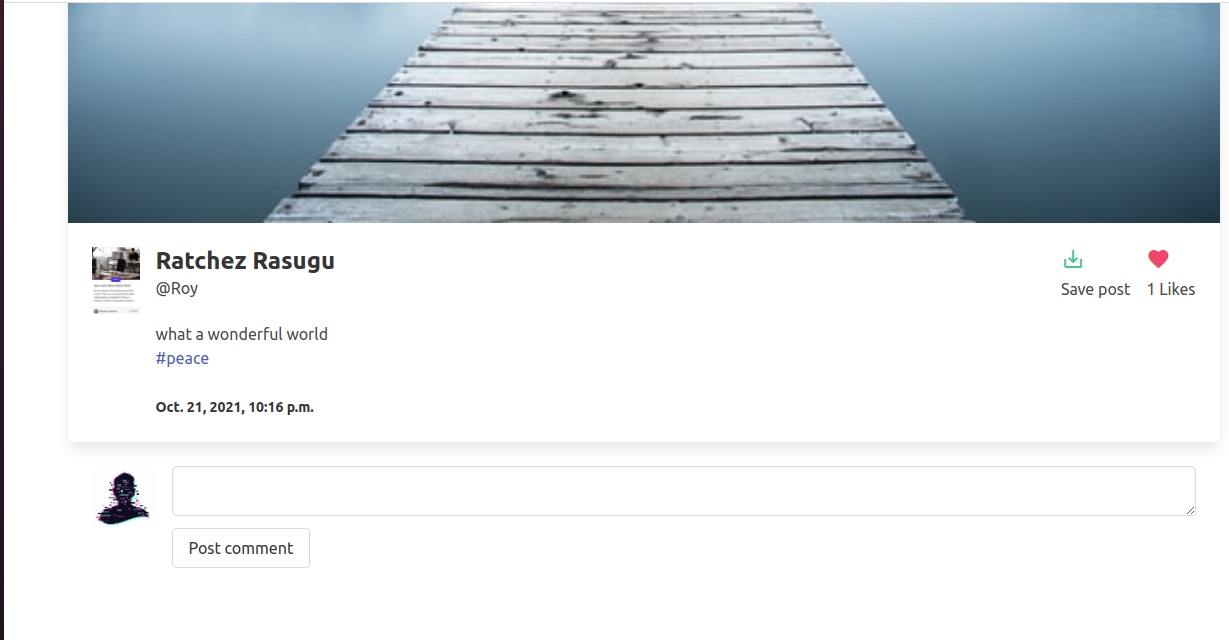 Ratchez Rasugu
@Roy
Save post
1 Likes
what a wonderful world
#peace
Oct. 21, 2021, 10:16 p.m.
Post comment